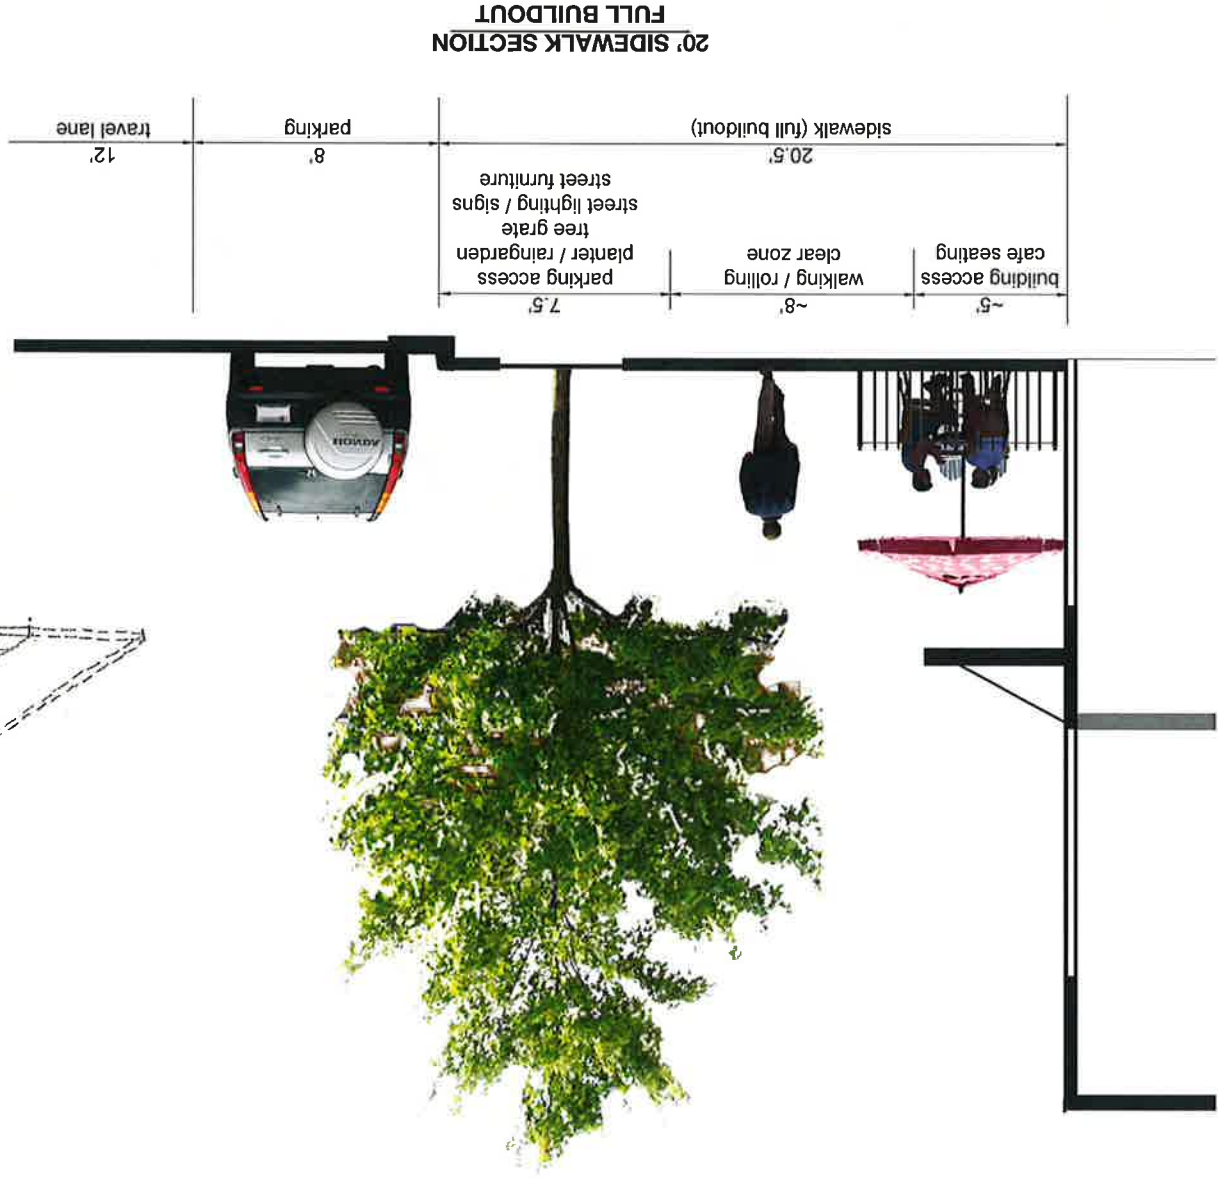 ~5'
building access
cafe seating
~8'
walking / rolling
clear zone
7.5'
parking access
planter / raingarden
tree grate
street lighting / signs
street furniture
20.5'
sidewalk (full buildout)
8'
parking
12'
travel lane
20' SIDEWALK SECTION
FULL BUILDOUT